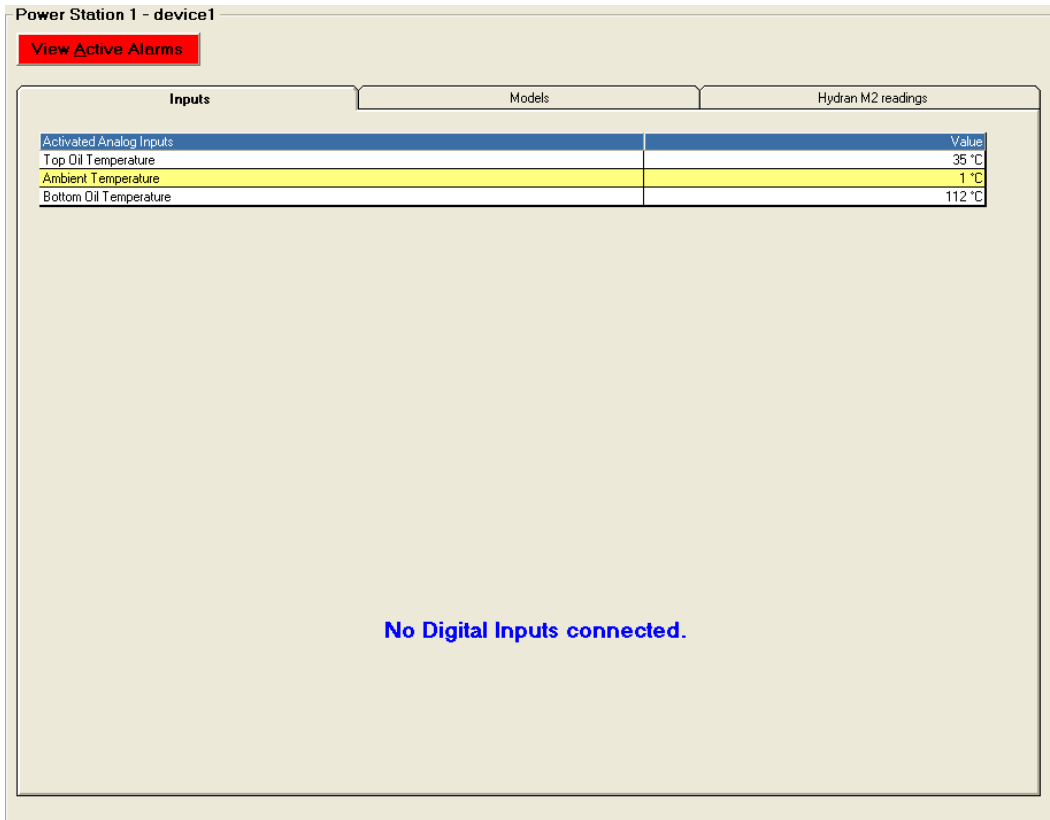 Power Station 1 - device1
View Active Alarms
Inputs Models Hydran M2 readings
Activated Analog Inputs Value
Top Oil Temperature 35 °C
Ambient Temperature 1 °C
Bottom Oil Temperature 112 °C
No Digital Inputs connected.